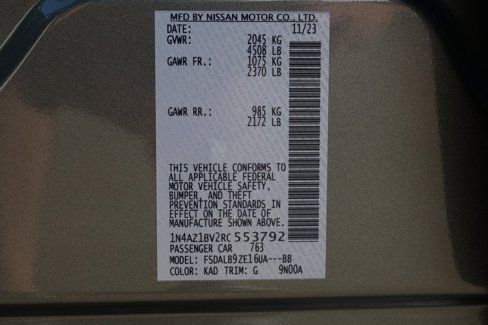 MFD BY NISSAN MOTOR CO., LTD.
DATE: 11/23
GVWR: 2045 KG
4508 LB
GAWR FR.: 1075 KG
2370 LB
GAWR RR.: 985 KG
2172 LB
THIS VEHICLE CONFORMS TO
ALL APPLICABLE FEDERAL
MOTOR VEHICLE SAFETY,
BUMPER, AND THEFT
PREVENTION STANDARDS IN
EFFECT ON THE DATE OF
MANUFACTURE SHOWN ABOVE.
1N4AZ1BV2RC553792
PASSENGER CAR 763
MODEL: FSDALB9ZE16UA---BB
COLOR: KAD TRIM: G 9N00A